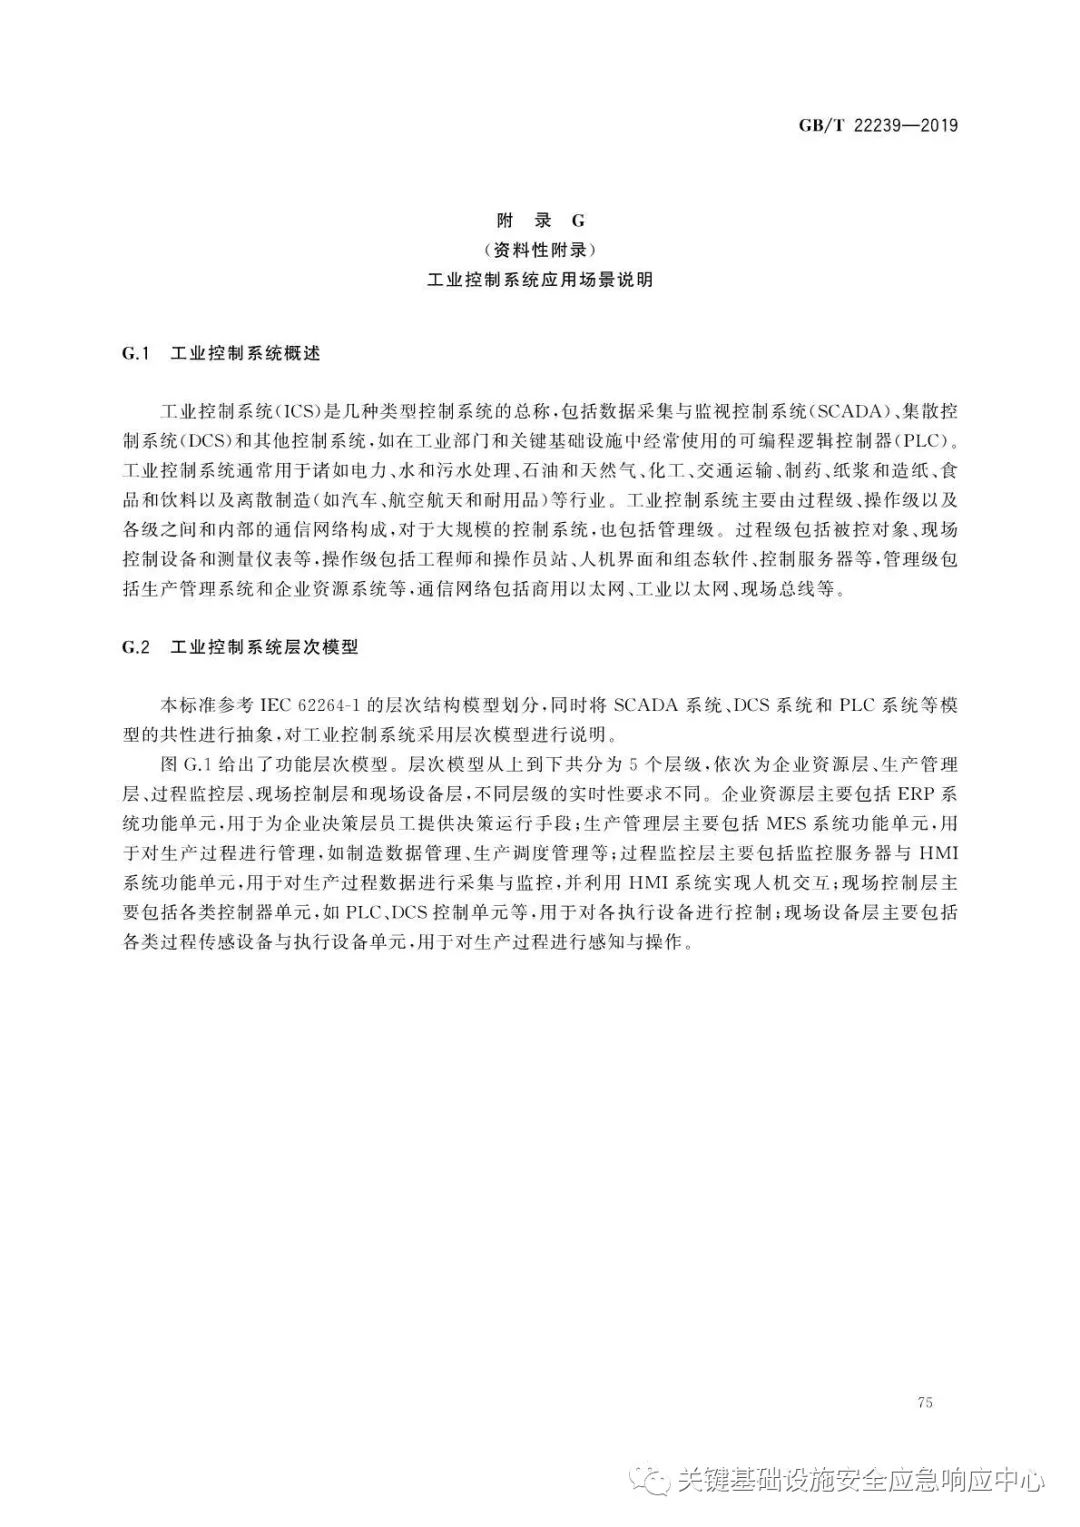 GB/T 22239—2019
附 录 G
(资料性附录)
工业控制系统应用场景说明
G.1 工业控制系统概述
工业控制系统(ICS)是几种类型控制系统的总称,包括数据采集与监视控制系统(SCADA)、集散控
制系统(DCS)和其他控制系统,如在工业部门和关键基础设施中经常使用的可编程逻辑控制器(PLC)。
工业控制系统通常用于诸如电力、水和污水处理、石油和天然气、化工、交通运输、制药、纸浆和造纸、食
品和饮料以及离散制造(如汽车、航空航天和耐用品)等行业。工业控制系统主要由过程级、操作级以及
各级之间和内部的通信网络构成,对于大规模的控制系统,也包括管理级。过程级包括被控对象、现场
控制设备和测量仪表等,操作级包括工程师和操作员站、人机界面和组态软件、控制服务器等,管理级包
括生产管理系统和企业资源系统等,通信网络包括商用以太网、工业以太网、现场总线等。
G.2 工业控制系统层次模型
本标准参考 IEC 62264-1 的层次结构模型划分,同时将 SCADA 系统、DCS 系统和 PLC 系统等模
型的共性进行抽象,对工业控制系统采用层次模型进行说明。
图 G.1 给出了功能层次模型。层次模型从上到下共分为 5 个层级,依次为企业资源层、生产管理
层、过程监控层、现场控制层和现场设备层,不同层级的实时性要求不同。企业资源层主要包括 ERP 系
统功能单元,用于为企业决策层员工提供决策运行手段;生产管理层主要包括 MES 系统功能单元,用
于对生产过程进行管理,如制造数据管理、生产调度管理等;过程监控层主要包括监控服务器与 HMI
系统功能单元,用于对生产过程数据进行采集与监控,并利用 HMI 系统实现人机交互;现场控制层主
要包括各类控制器单元,如 PLC、DCS 控制单元等,用于对各执行设备进行控制;现场设备层主要包括
各类过程传感设备与执行设备单元,用于对生产过程进行感知与操作。
75
关键基础设施安全应急响应中心